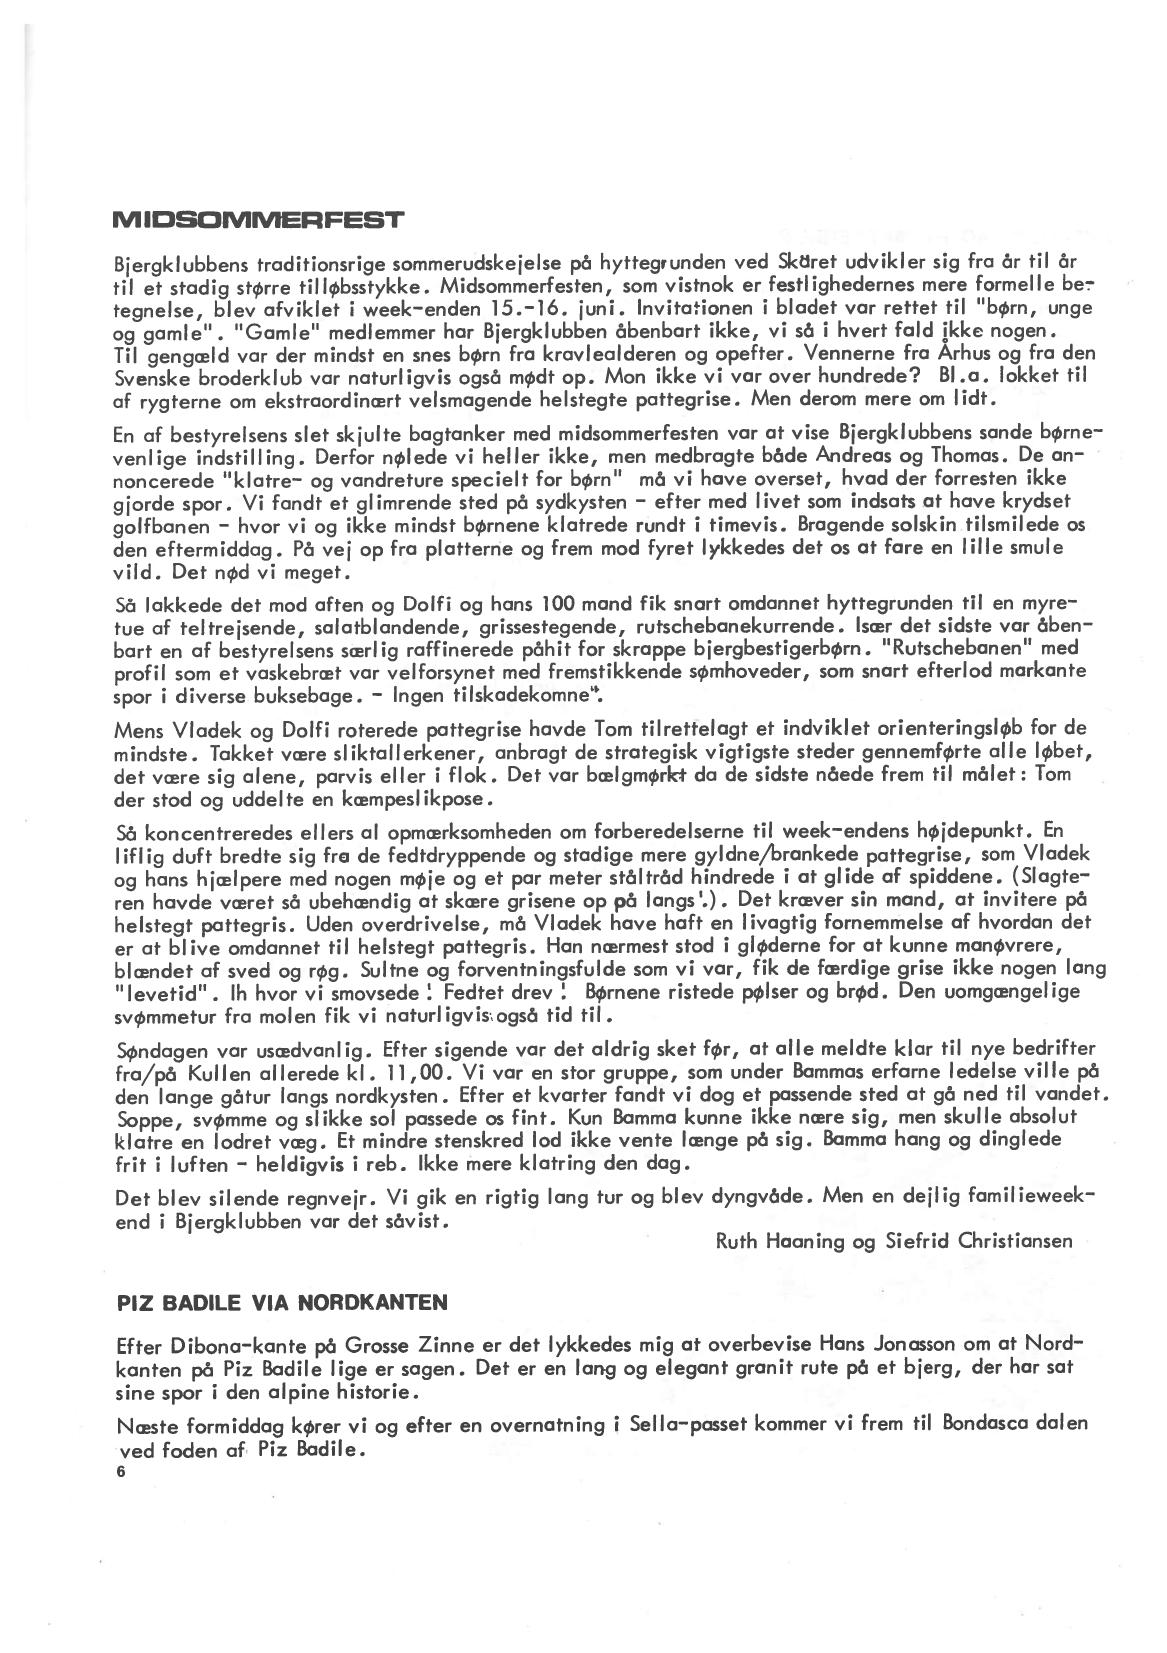 MIDSOMMERFEST
Bjergklubbens traditionsrige sommerudskejelse på hyttegrunden ved Skäret udvikler sig fra år til år
til et stadig større tilløbsstykke. Midsommerfesten, som vistnok er festlighedernes mere formelle be-
tegnelse, blev afviklet i week-enden 15.-16. juni. Invitationen i bladet var rettet til "børn, unge
og gamle". "Gamle" medlemmer har Bjergklubben åbenbart ikke, vi så i hvert fald ikke nogen.
Til gengæld var der mindst en snes børn fra kravlealderen og opefter. Vennerne fra Århus og fra den
Svenske broderklub var naturligvis også mødt op. Mon ikke vi var over hundrede? Bl.a. lokket til
af rygterne om ekstraordinært velsmagende helstegte pattegrise. Men derom mere om lidt.
En af bestyrelsens slet skjulte bagtanker med midsommerfesten var at vise Bjergklubbens sande børne-
venlige indstilling. Derfor nølede vi heller ikke, men medbragte både Andreas og Thomas. De an-
noncerede "klatre- og vandreture specielt for børn" må vi have overset, hvad der forresten ikke
gjorde spor. Vi fandt et glimrende sted på sydkysten - efter med livet som indsats at have krydset
golfbanen - hvor vi og ikke mindst børnene klatrede rundt i timevis. Bragende solskin tilsmilede os
den eftermiddag. På vej op fra platterne og frem mod fyret lykkedes det os at fare en lille smule
vild. Det nød vi meget.
Så lakkede det mod aften og Dolfi og hans 100 mand fik snart omdannet hyttegrunden til en myre-
tue af teltrejsende, salatblandende, grissestegende, rutschebanekurrende. Især det sidste var åben-
bart en af bestyrelsens særlig raffinerede påhit for skrappe bjergbestigerbørn. "Rutschebanen" med
profil som et vaskebræt var velforsynet med fremstikkende sømhoveder, som snart efterlod markante
spor i diverse buksebage. - Ingen tilskadekomne".
Mens Vladek og Dolfi roterede pattegrise havde Tom tilrettelagt et indviklet orienteringsløb for de
mindste. Takket være sliktallerkener, anbragt de strategisk vigtigste steder gennemførte alle løbet,
det være sig alene, parvis eller i flok. Det var bælgmørkt da de sidste nåede frem til målet: Tom
der stod og uddelte en kæmpeslikpose.
Så koncentreredes ellers al opmærksomheden om forberedelserne til week-endens højdepunkt. En
liflig duft bredte sig fra de fedtdryppende og stadige mere gyldne/brankede pattegrise, som Vladek
og hans hjælpere med nogen møje og et par meter ståltråd hindrede i at glide af spiddene. (Slagte-
ren havde været så ubehændig at skære grisene op på langs!). Det kræver sin mand, at invitere på
helstegt pattegris. Uden overdrivelse, må Vladek have haft en livagtig fornemmelse af hvordan det
er at blive omdannet til helstegt pattegris. Han nærmest stod i gløderne for at kunne manøvrere,
blændet af sved og røg. Sultne og forventningsfulde som vi var, fik de færdige grise ikke nogen lang
"levetid". Ih hvor vi smovsede! Fedtet drev! Børnene ristede pølser og brød. Den uomgængelige
svømmetur fra molen fik vi naturligvis også tid til.
Søndagen var usædvanlig. Efter sigende var det aldrig sket før, at alle meldte klar til nye bedrifter
fra/på Kullen allerede kl. 11,00. Vi var en stor gruppe, som under Bammas erfarne ledelse ville på
den lange gåtur langs nordkysten. Efter et kvarter fandt vi dog et passende sted at gå ned til vandet.
Soppe, svømme og slikke sol passede os fint. Kun Bamma kunne ikke nære sig, men skulle absolut
klatre en lodret væg. Et mindre stenskred lod ikke vente længe på sig. Bamma hang og dinglede
frit i luften - heldigvis i reb. Ikke mere klatring den dag.
Det blev silende regnvejr. Vi gik en rigtig lang tur og blev dyngvåde. Men en dejlig familieweek-
end i Bjergklubben var det såvist.
Ruth Haaning og Siefrid Christiansen
PIZ BADILE VIA NORDKANTEN
Efter Dibona-kante på Grosse Zinne er det lykkedes mig at overbevise Hans Jonasson om at Nord-
kanten på Piz Badile lige er sagen. Det er en lang og elegant granit rute på et bjerg, der har sat
sine spor i den alpine historie.
Næste formiddag kører vi og efter en overnatning i Sella-passet kommer vi frem til Bondasca dalen
ved foden af Piz Badile.
6